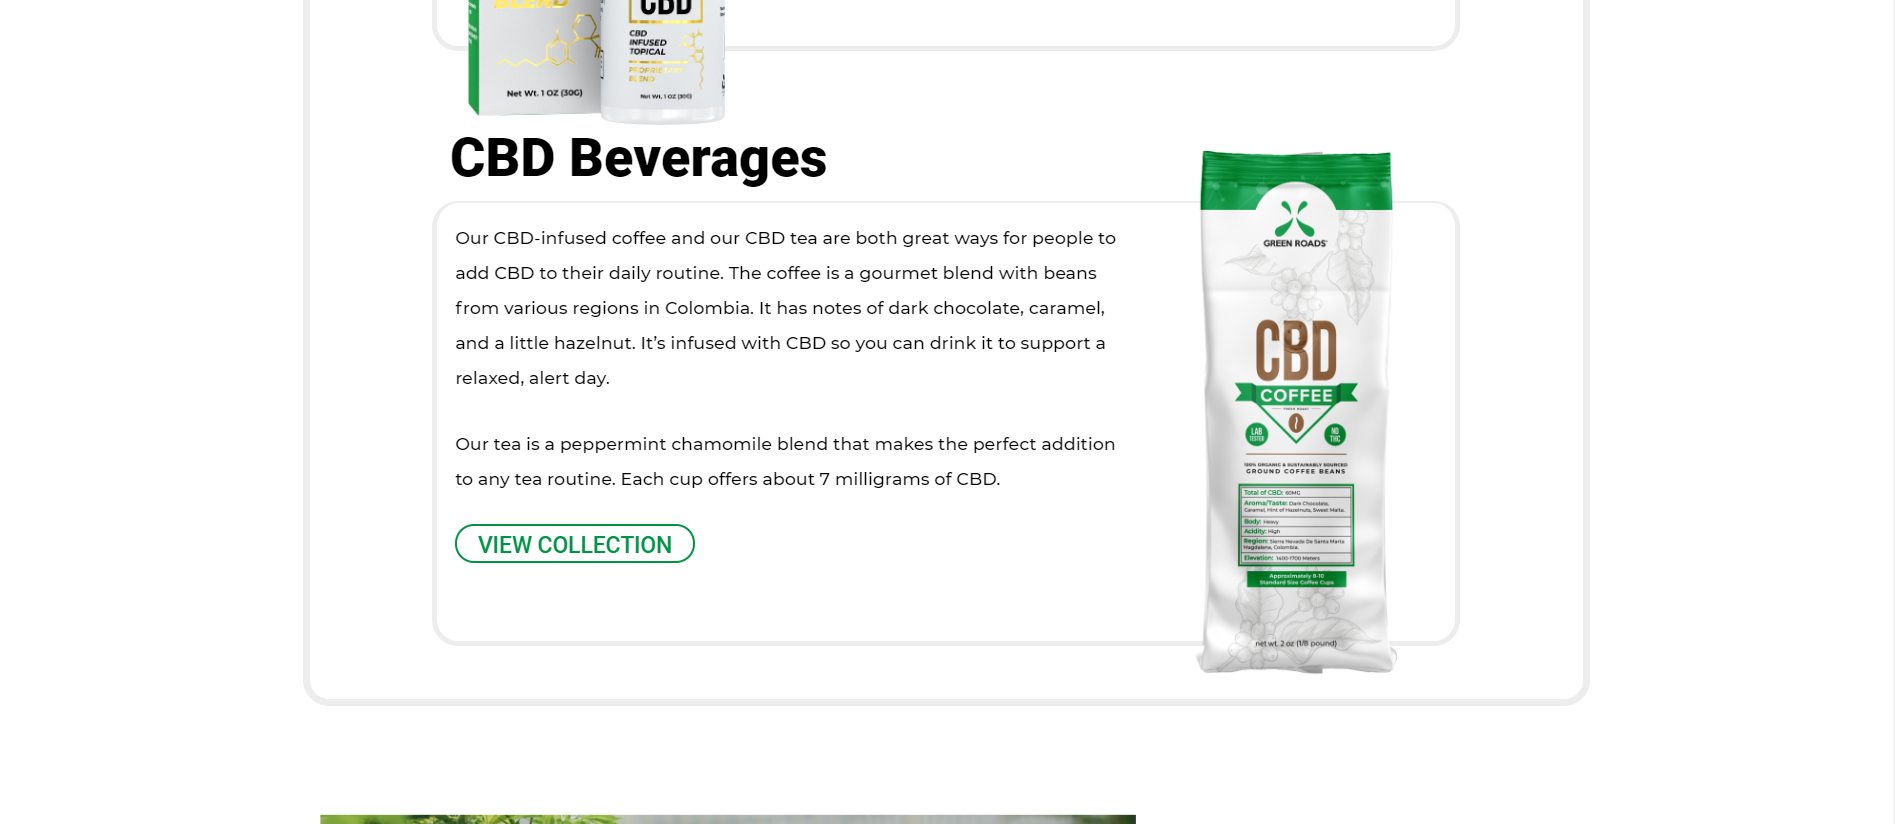 BLEND
Net Wt. 1 OZ (30G)
CBD
CBD
INFUSED
TOPICAL
PROPRIETARY
BLEND
Net Wt. 1 OZ (30G)
CBD Beverages
Our CBD-infused coffee and our CBD tea are both great ways for people to
add CBD to their daily routine. The coffee is a gourmet blend with beans
from various regions in Colombia. It has notes of dark chocolate, caramel,
and a little hazelnut. It’s infused with CBD so you can drink it to support a
relaxed, alert day.
Our tea is a peppermint chamomile blend that makes the perfect addition
to any tea routine. Each cup offers about 7 milligrams of CBD.
VIEW COLLECTION
GREEN ROADS
CBD
COFFEE
LAB
TESTED
NO
THC
100% ORGANIC & SUSTAINABLY SOURCED
GROUND COFFEE BEANS
Total of CBD: 60MG
Aroma/Taste: Dark Chocolate,
Caramel, Hint of Hazelnuts, Sweet Malta.
Body: Heavy
Acidity: High
Region: Sierra Nevada De Santa Marta
Magdalena, Colombia.
Elevation: 1400-1700 Meters
Approximately 8-10
Standard Size Coffee Cups
net wt. 2 oz (1/8 pound)